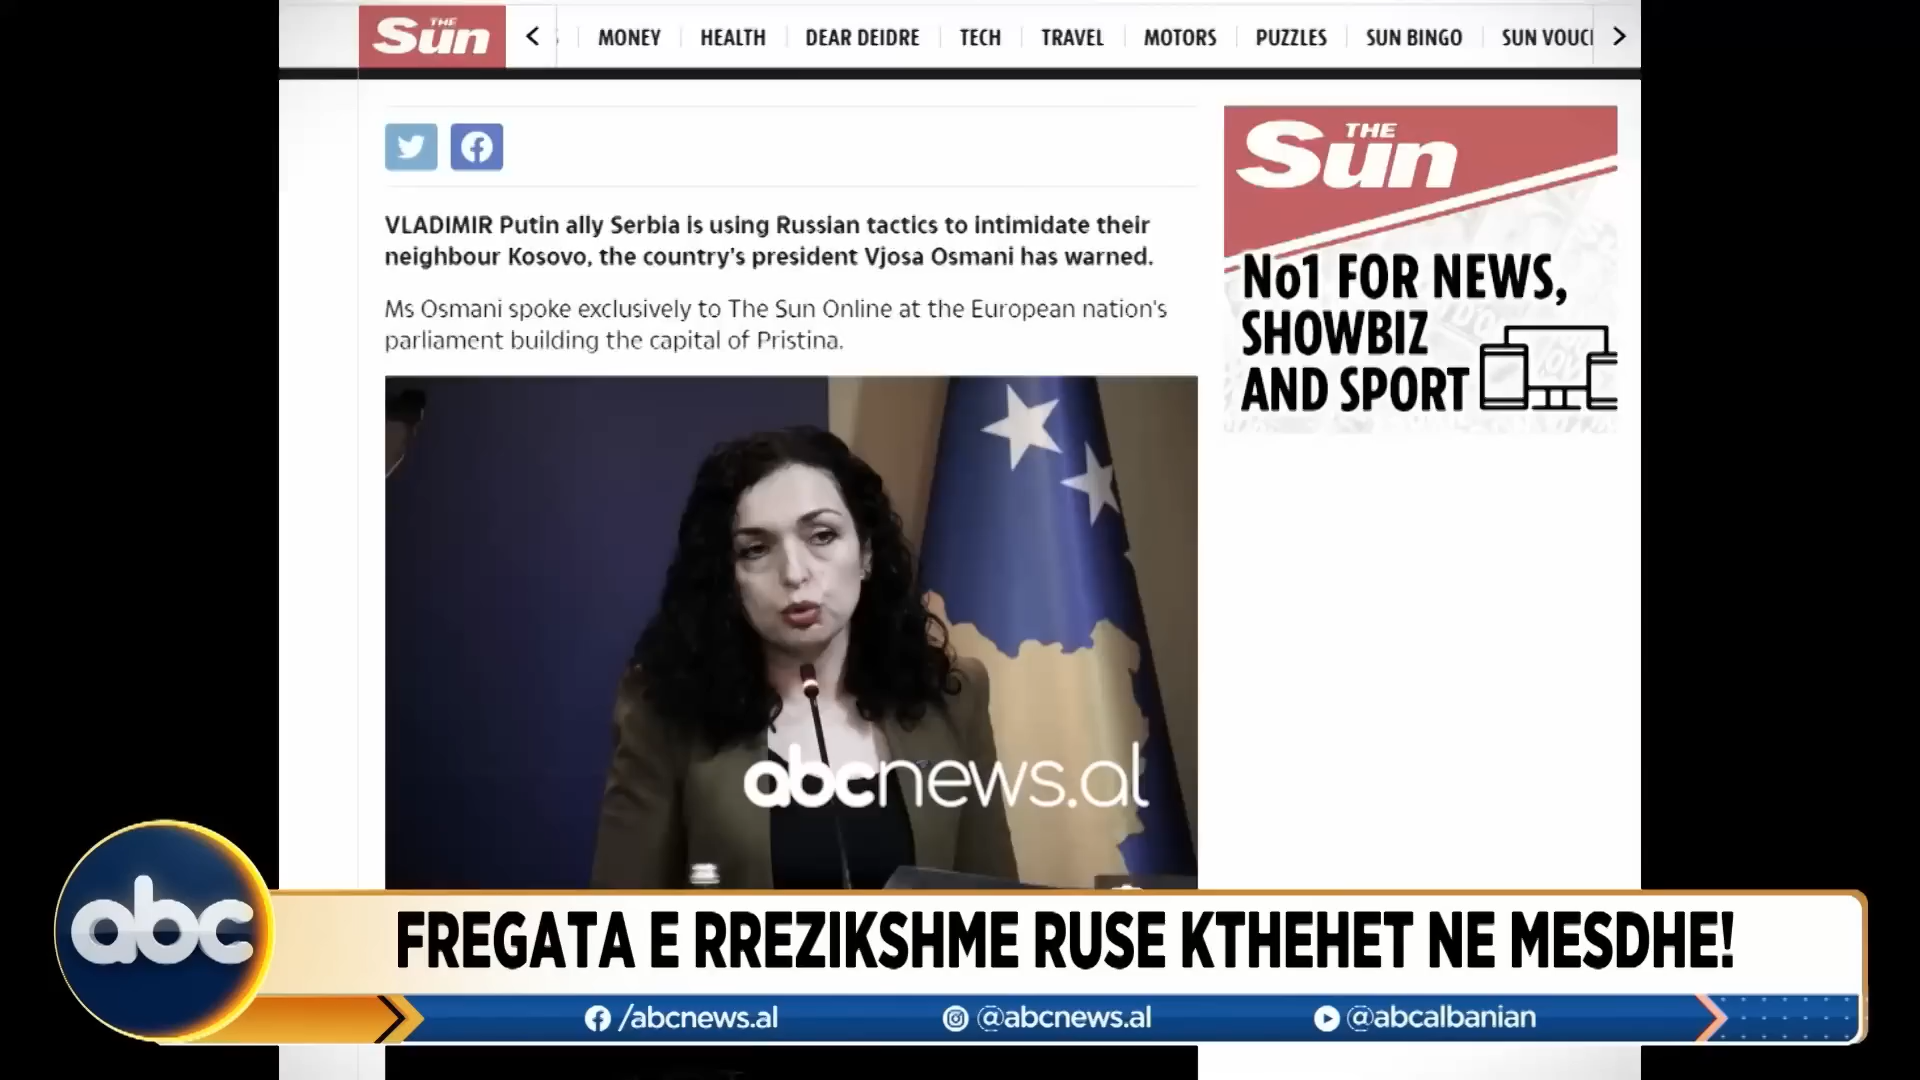 THE Sun
MONEY HEALTH DEAR DEIDRE TECH TRAVEL MOTORS PUZZLES SUN BINGO SUN VOUC
VLADIMIR Putin ally Serbia is using Russian tactics to intimidate their
neighbour Kosovo, the country's president Vjosa Osmani has warned.
Ms Osmani spoke exclusively to The Sun Online at the European nation's
parliament building the capital of Pristina.
THE
Sun
No1 FOR NEWS,
SHOWBIZ
AND SPORT
abcnews.al
abc
FREGATA E RREZIKSHME RUSE KTHEHET NE MESDHE!
/abcnews.al @abcnews.al @abcalbanian